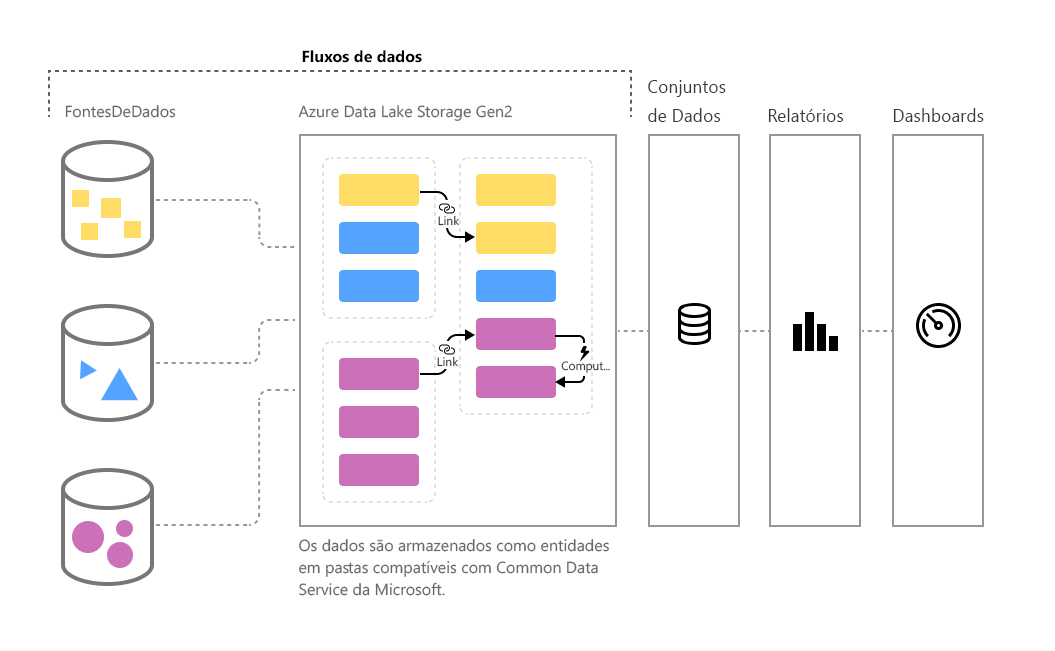 Fluxos de dados
FontesDeDados
Azure Data Lake Storage Gen2
Conjuntos
de Dados
Relatórios
Dashboards
Link
Link
Comput...
Os dados são armazenados como entidades
em pastas compatíveis com Common Data
Service da Microsoft.